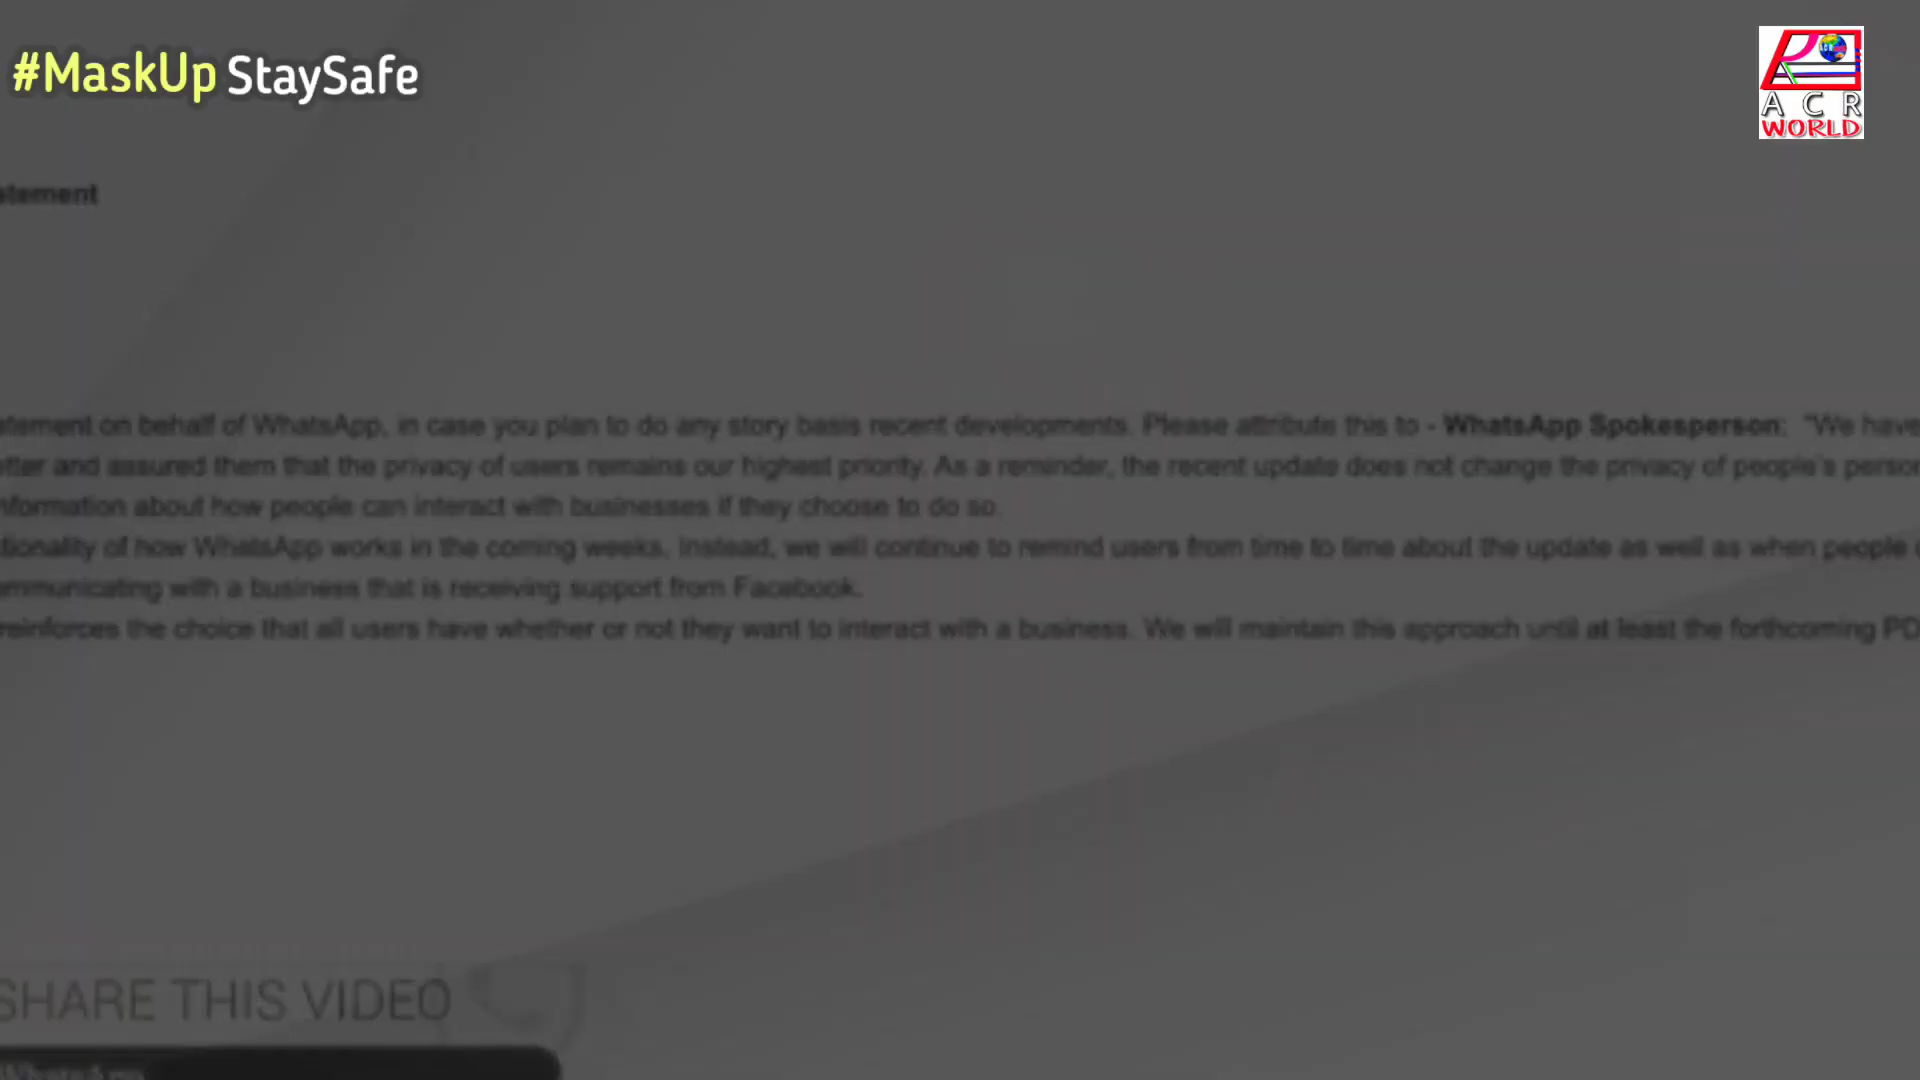 #MaskUp StaySafe
A C R
WORLD
atement
atement on behalf of WhatsApp, in case you plan to do any story basis recent developments. Please attribute this to - WhatsApp Spokesperson: "We have
etter and assured them that the privacy of users remains our highest priority. As a reminder, the recent update does not change the privacy of people's person
nformation about how people can interact with businesses if they choose to do so.
ctionality of how WhatsApp works in the coming weeks. Instead, we will continue to remind users from time to time about the update as well as when people
ommunicating with a business that is receiving support from Facebook.
reinforces the choice that all users have whether or not they want to interact with a business. We will maintain this approach until at least the forthcoming PD
SHARE THIS VIDEO
WhatsApp